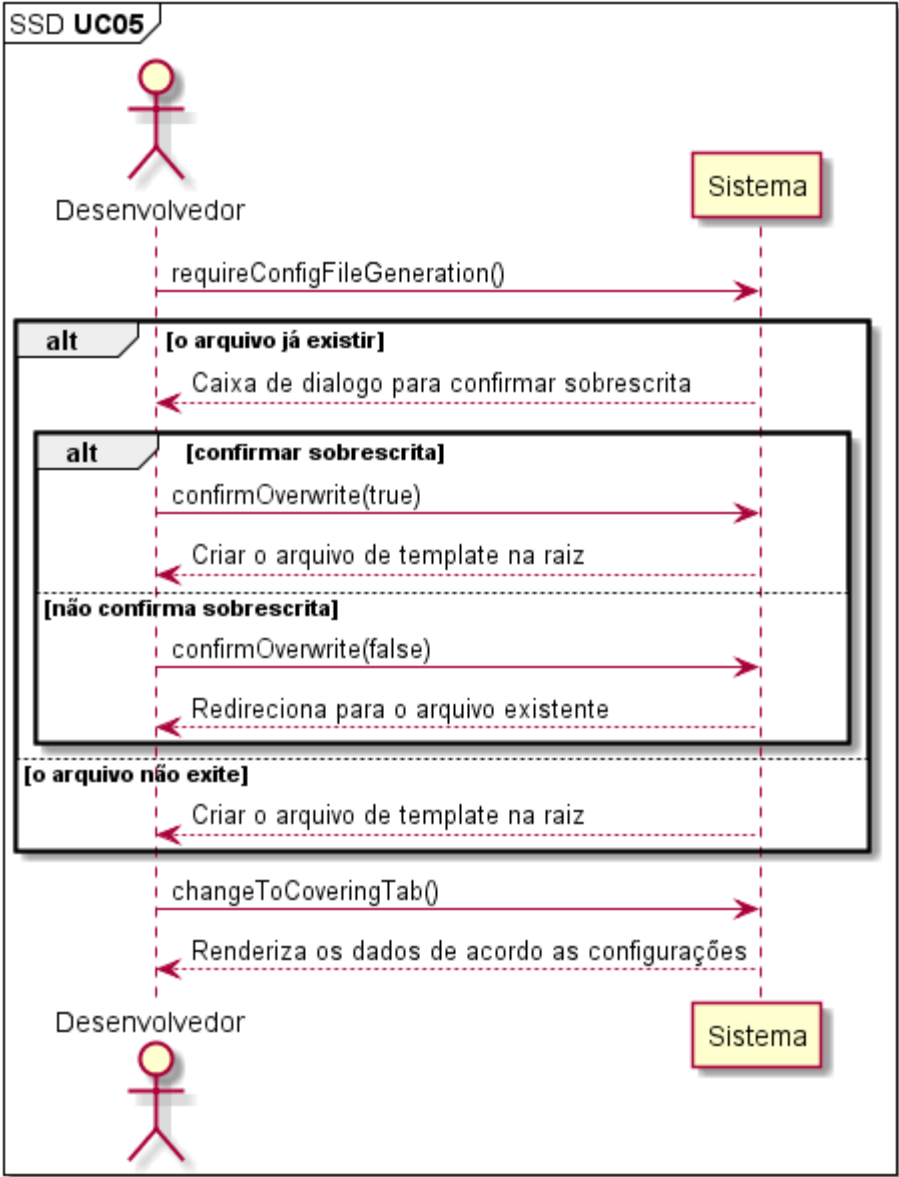 SSD UC05
Desenvolvedor
Sistema
requireConfigFileGeneration()
alt [o arquivo já existir]
Caixa de dialogo para confirmar sobrescrita
alt [confirmar sobrescrita]
confirmOverwrite(true)
Criar o arquivo de template na raiz
[não confirma sobrescrita]
confirmOverwrite(false)
Redireciona para o arquivo existente
[o arquivo não exite]
Criar o arquivo de template na raiz
changeToCoveringTab()
Renderiza os dados de acordo as configurações
Desenvolvedor
Sistema